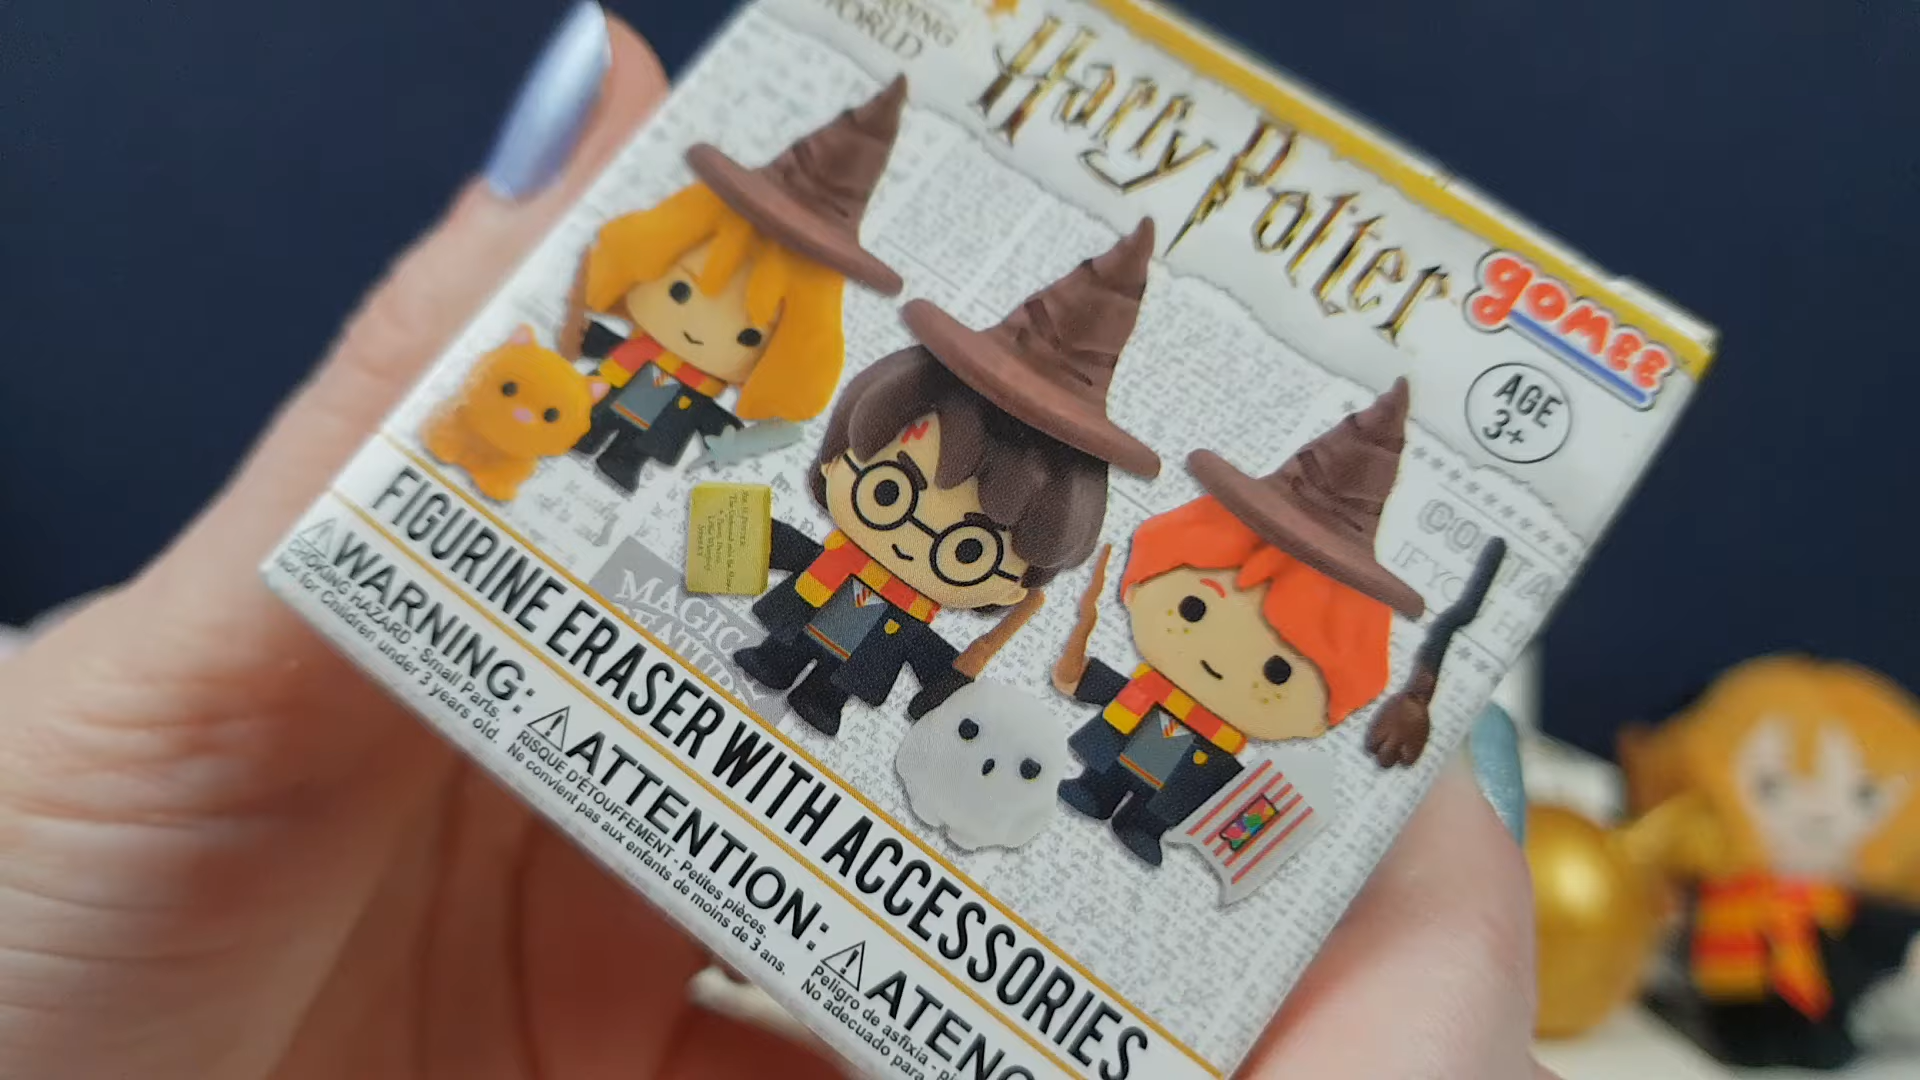 WORLD
Harry Potter
gomee
AGE
3+
MAGIC
FIGURINE ERASER WITH ACCESSORIES
WARNING:
CHOKING HAZARD - Small Parts.
Not for Children under 3 years old.
ATTENTION:
RISQUE D'ÉTOUFFEMENT - Petites pièces.
Ne convient pas aux enfants de moins de 3 ans.
ATENC
Peligro de asfixia - pi
No adecuado para